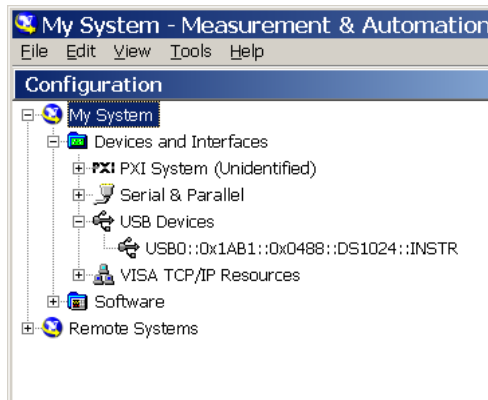 My System - Measurement & Automation
File Edit View Tools Help
Configuration
My System
Devices and Interfaces
PXI PXI System (Unidentified)
Serial & Parallel
USB Devices
USB0::0x1AB1::0x0488::DS1024::INSTR
VISA TCP/IP Resources
Software
Remote Systems